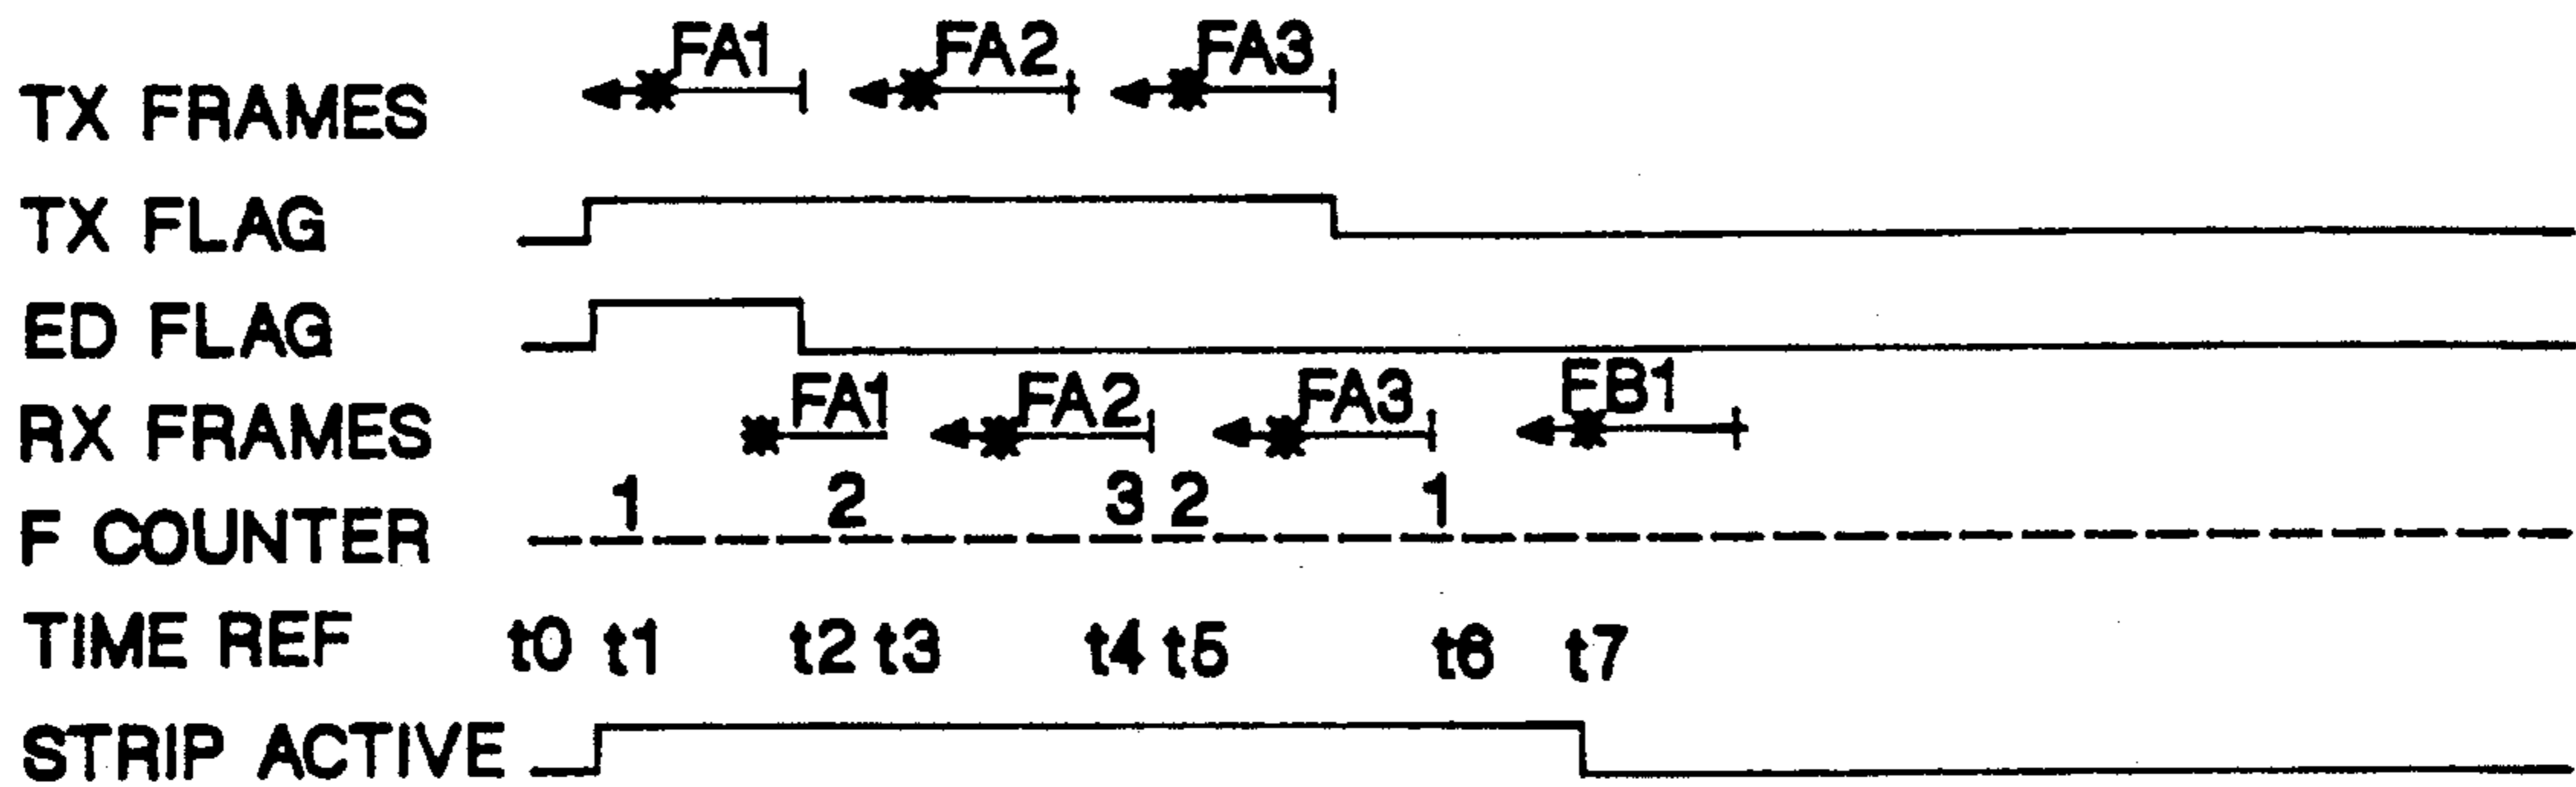 FA1 FA2 FA3
TX FRAMES
TX FLAG
ED FLAG
FA1 FA2 FA3 FB1
RX FRAMES
1 2 3 2 1
F COUNTER
TIME REF t0 t1 t2 t3 t4 t5 t6 t7
STRIP ACTIVE